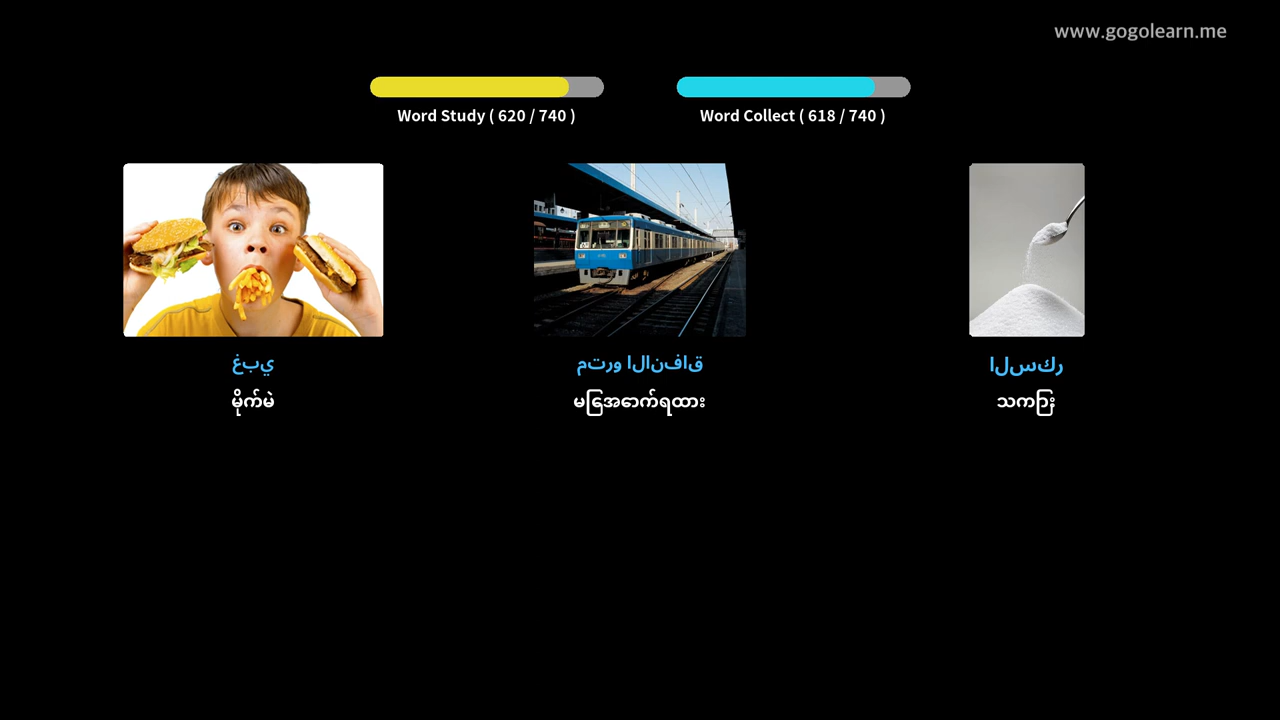 www.gogolearn.me
Word Study ( 620 / 740 )
Word Collect ( 618 / 740 )
غبي
مترو الانفاق
السكر
မိုက်မဲ
မြေအောက်ရထား
သကြား